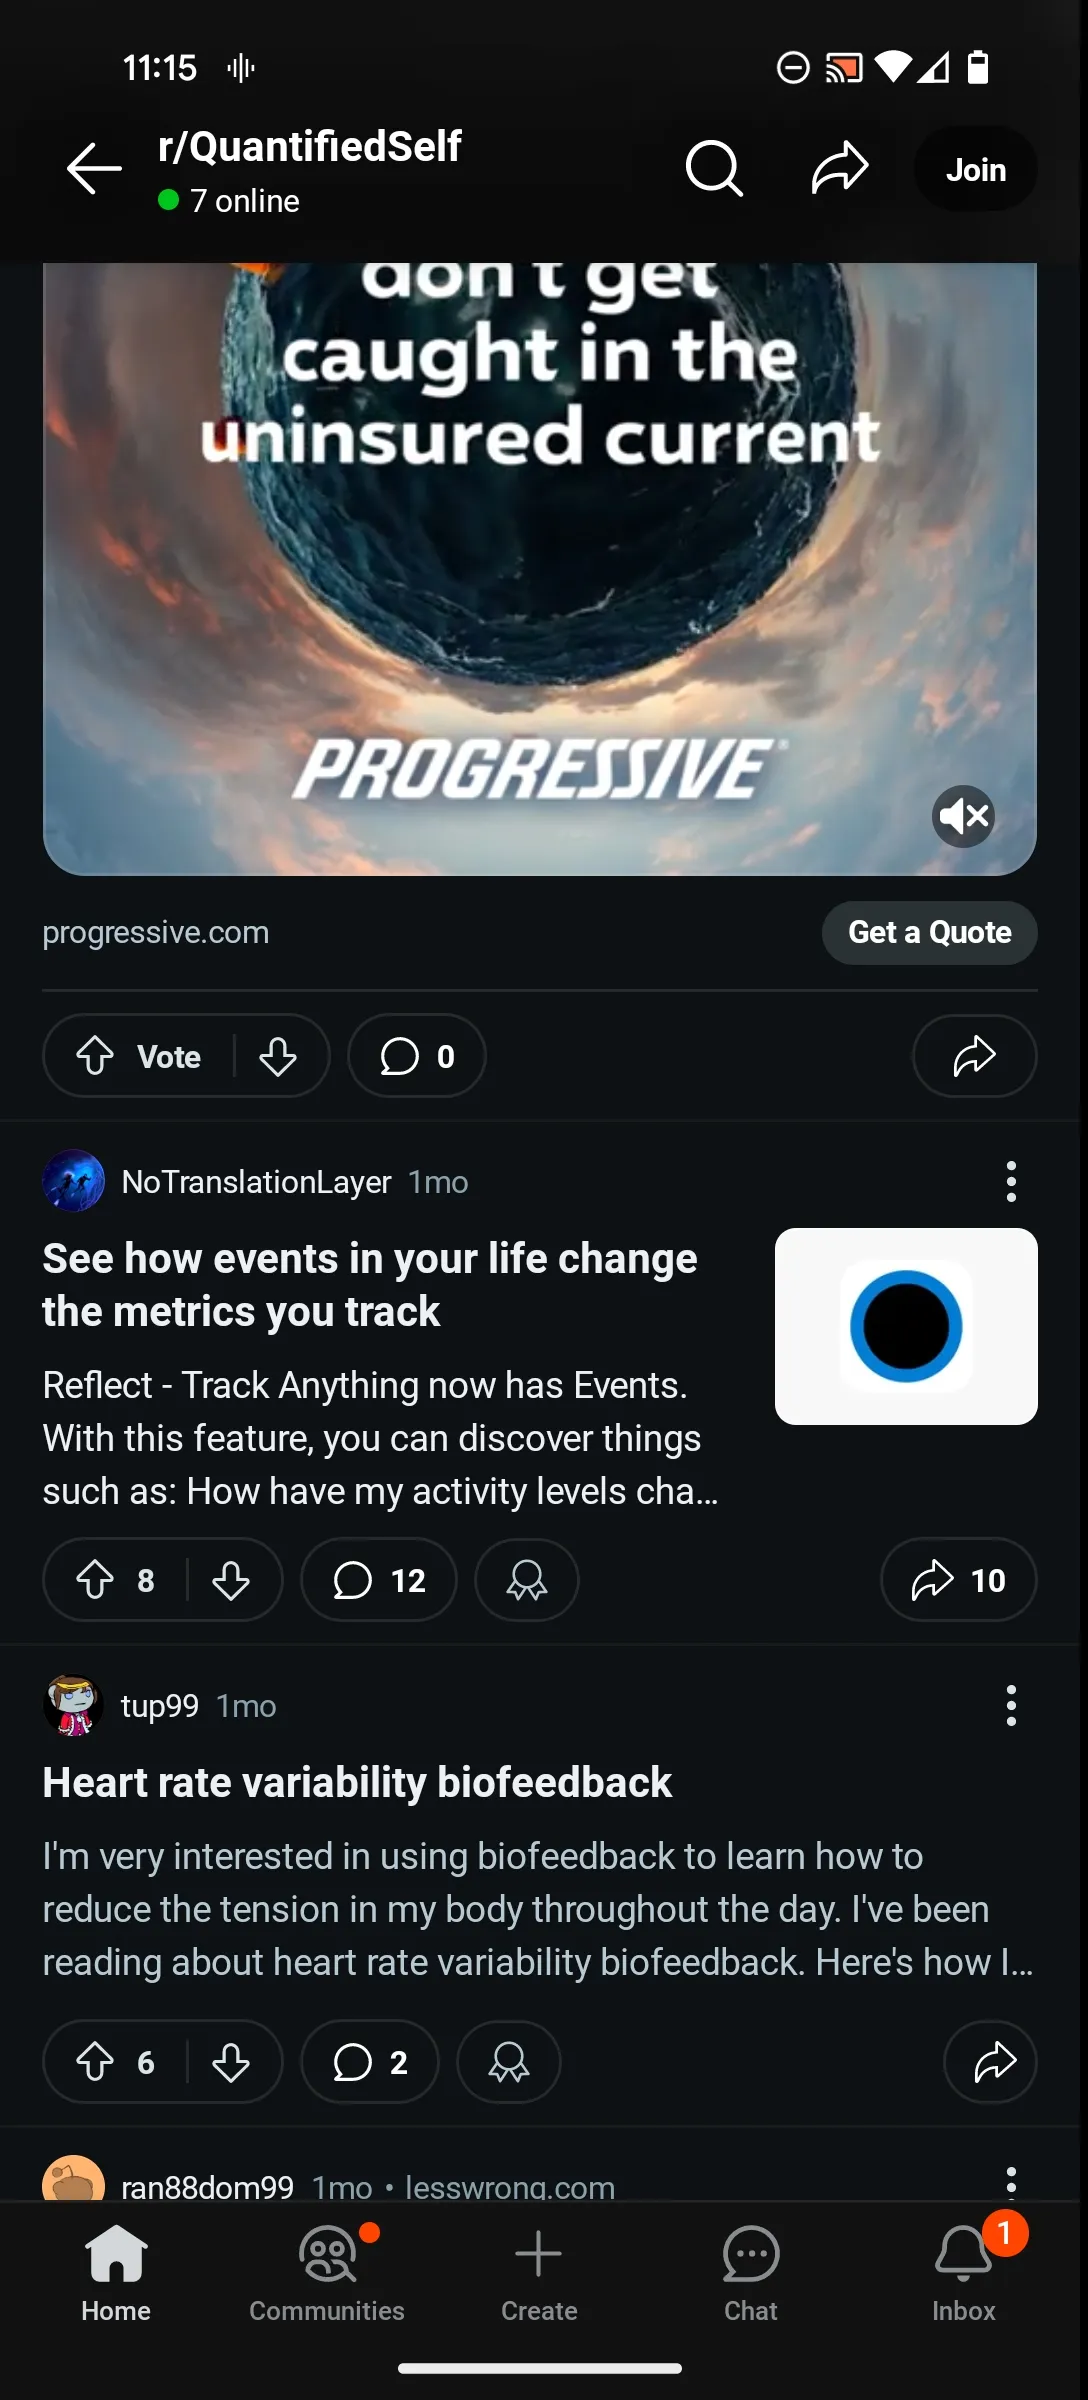 11:15
r/QuantifiedSelf
7 online
Join
don't get
caught in the
uninsured current
PROGRESSIVE®
progressive.com
Get a Quote
Vote
0
NoTranslationLayer 1mo
See how events in your life change
the metrics you track
Reflect - Track Anything now has Events.
With this feature, you can discover things
such as: How have my activity levels cha...
8
12
10
tup99 1mo
Heart rate variability biofeedback
I'm very interested in using biofeedback to learn how to
reduce the tension in my body throughout the day. I've been
reading about heart rate variability biofeedback. Here's how I...
6
2
ran88dom99 1mo • lesswrong.com
1
Home
Communities
Create
Chat
Inbox